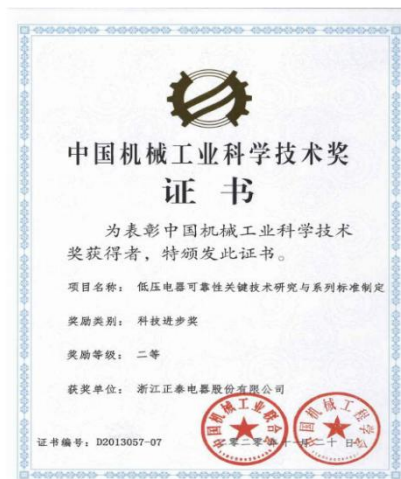 中国机械工业科学技术奖
证书
为表彰中国机械工业科学技术
奖获得者，特颁发此证书。
项目名称： 低压电器可靠性关键技术研究与系列标准制定
奖励类别： 科技进步奖
奖励等级： 二等
获奖单位： 浙江正泰电器股份有限公司
证书编号：D2013057-07